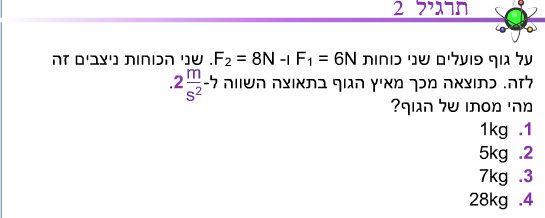 תרגיל 2
על גוף פועלים שני כוחות F₁ = 6N ו- F₂ = 8N. שני הכוחות ניצבים זה
לזה. כתוצאה מכך מאיץ הגוף בתאוצה השווה ל-2 m/s².
מהי מסתו של הגוף?
1. 1kg
2. 5kg
3. 7kg
4. 28kg